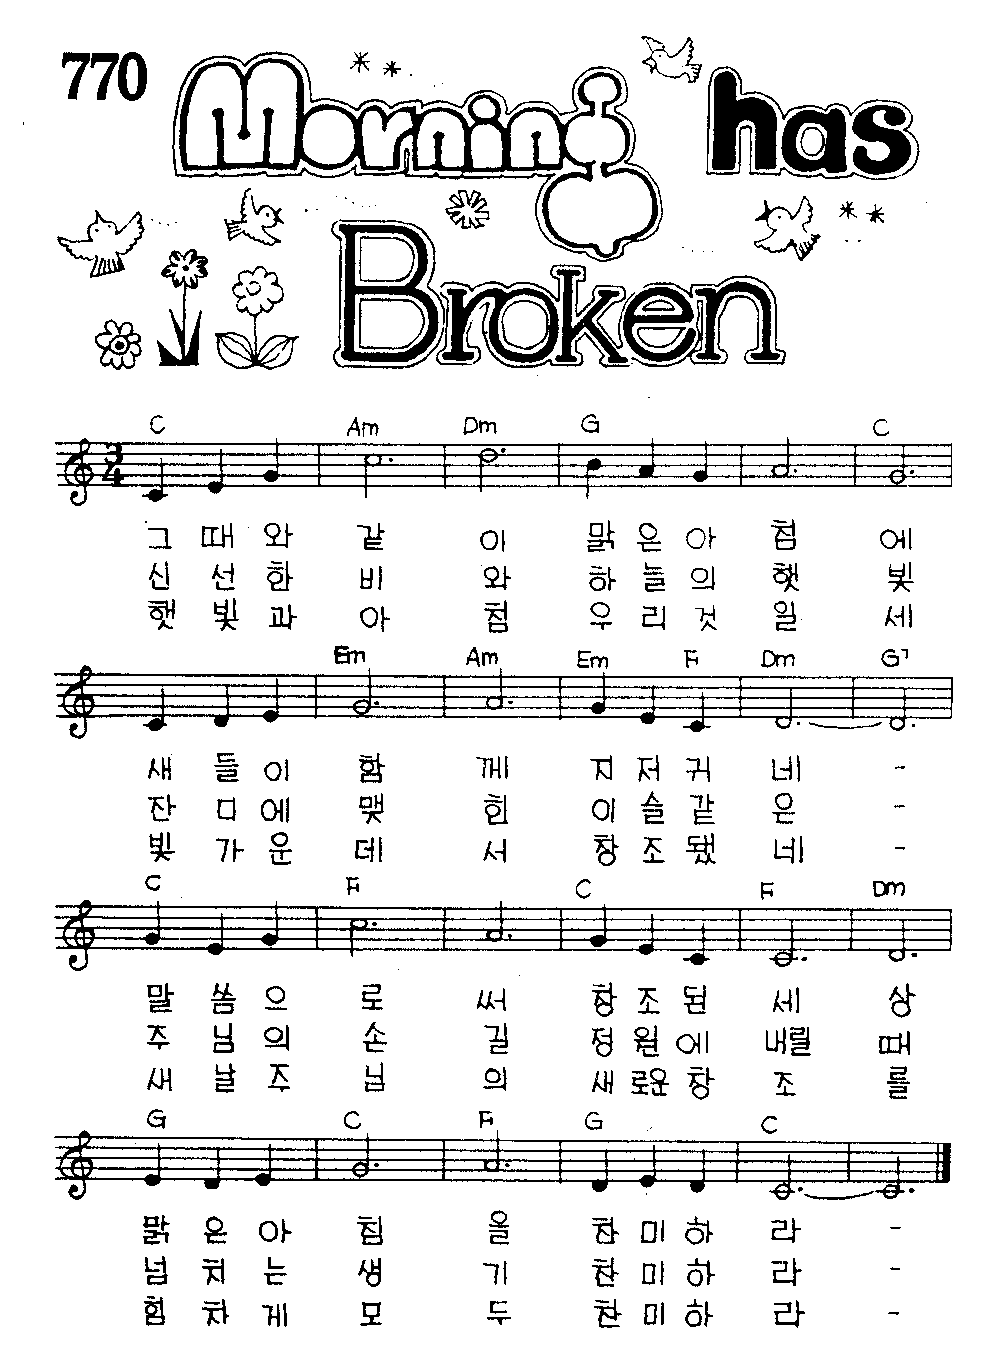 770
Morning has
Broken
C Am Dm G C
3
4
그 때 와 같 이 맑 은 아 침 에
신 선 한 비 와 하 늘 의 햇 빛
햇 빛 과 아 침 우 리 것 일 세
Em Am Em F Dm G7
새 들 이 함 께 지 저 귀 네 -
잔 디 에 맺 힌 이 슬 같 은 -
빛 가 운 데 서 창 조 됐 네 -
C F C F Dm
말 씀 으 로 써 창 조 된 세 상
주 님 의 손 길 정 원 에 내릴 때
새 날 주 님 의 새 로운 창 조 를
G C F G C
맑 은 아 침 을 찬 미 하 라 -
넘 치 는 생 기 찬 미 하 라 -
힘 차 게 모 두 찬 미 하 라 -